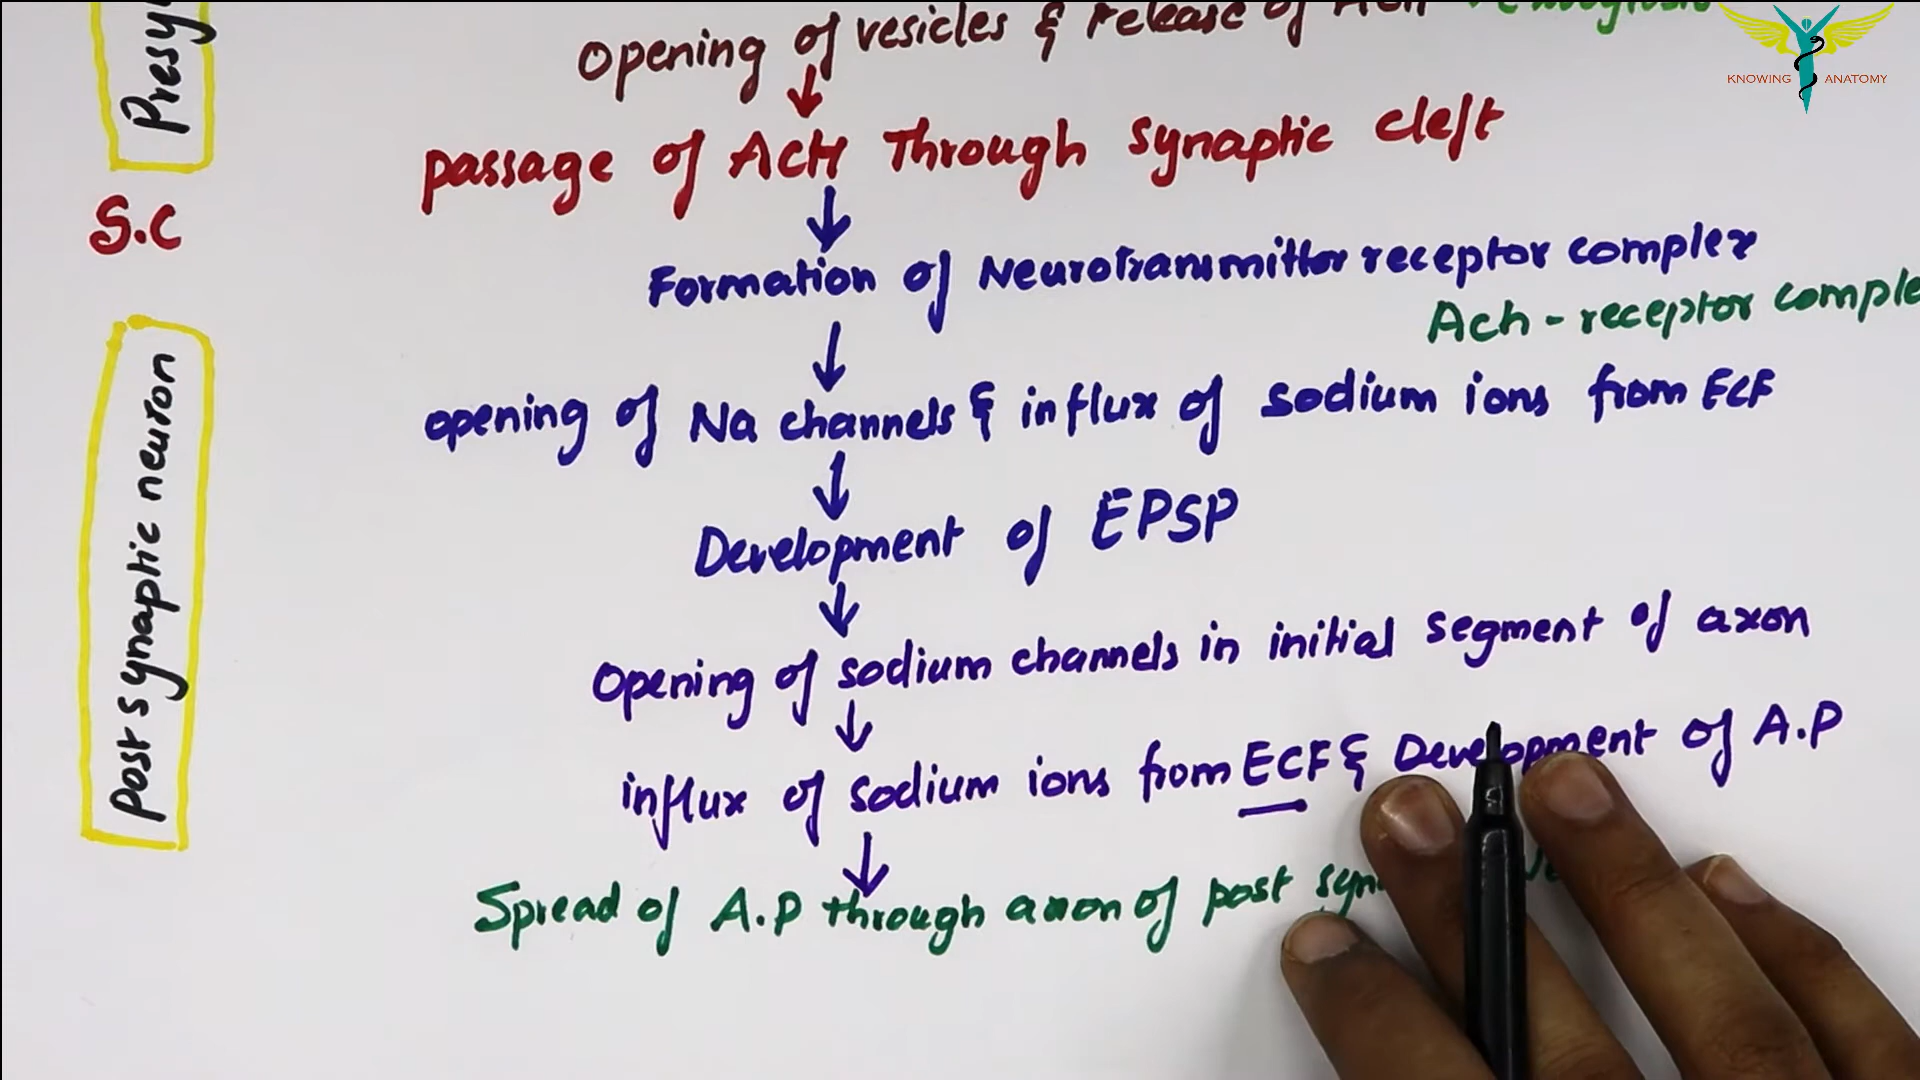 Presy
Opening of vesicles & release of Ach
KNOWING ANATOMY
passage of ACH Through synaptic cleft
S.C
Formation of Neurotransmittor receptor complex
Ach - receptor comple
opening of Na channels & influx of sodium ions from ECF
Development of EPSP
Post synaptic neuron
Opening of sodium channels in initial segment of axon
influx of sodium ions from ECF & Development of A.P
Spread of A.P through axon of post syn